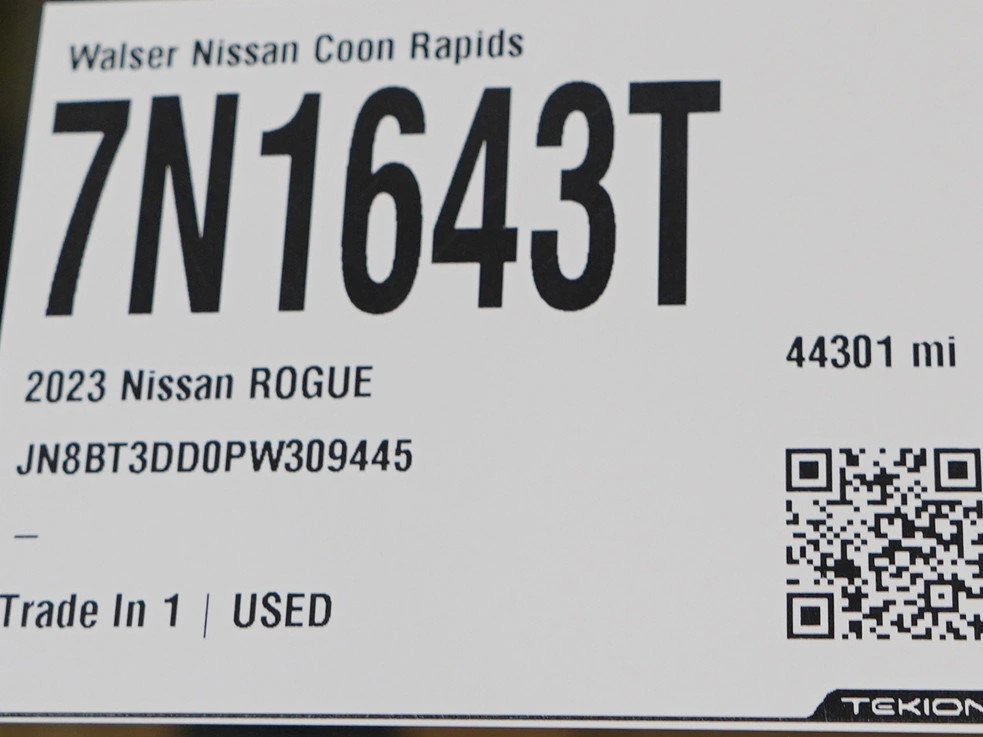 Walser Nissan Coon Rapids
7N1643T
44301 mi
2023 Nissan ROGUE
JN8BT3DD0PW309445
–
Trade In 1 | USED
TEKION